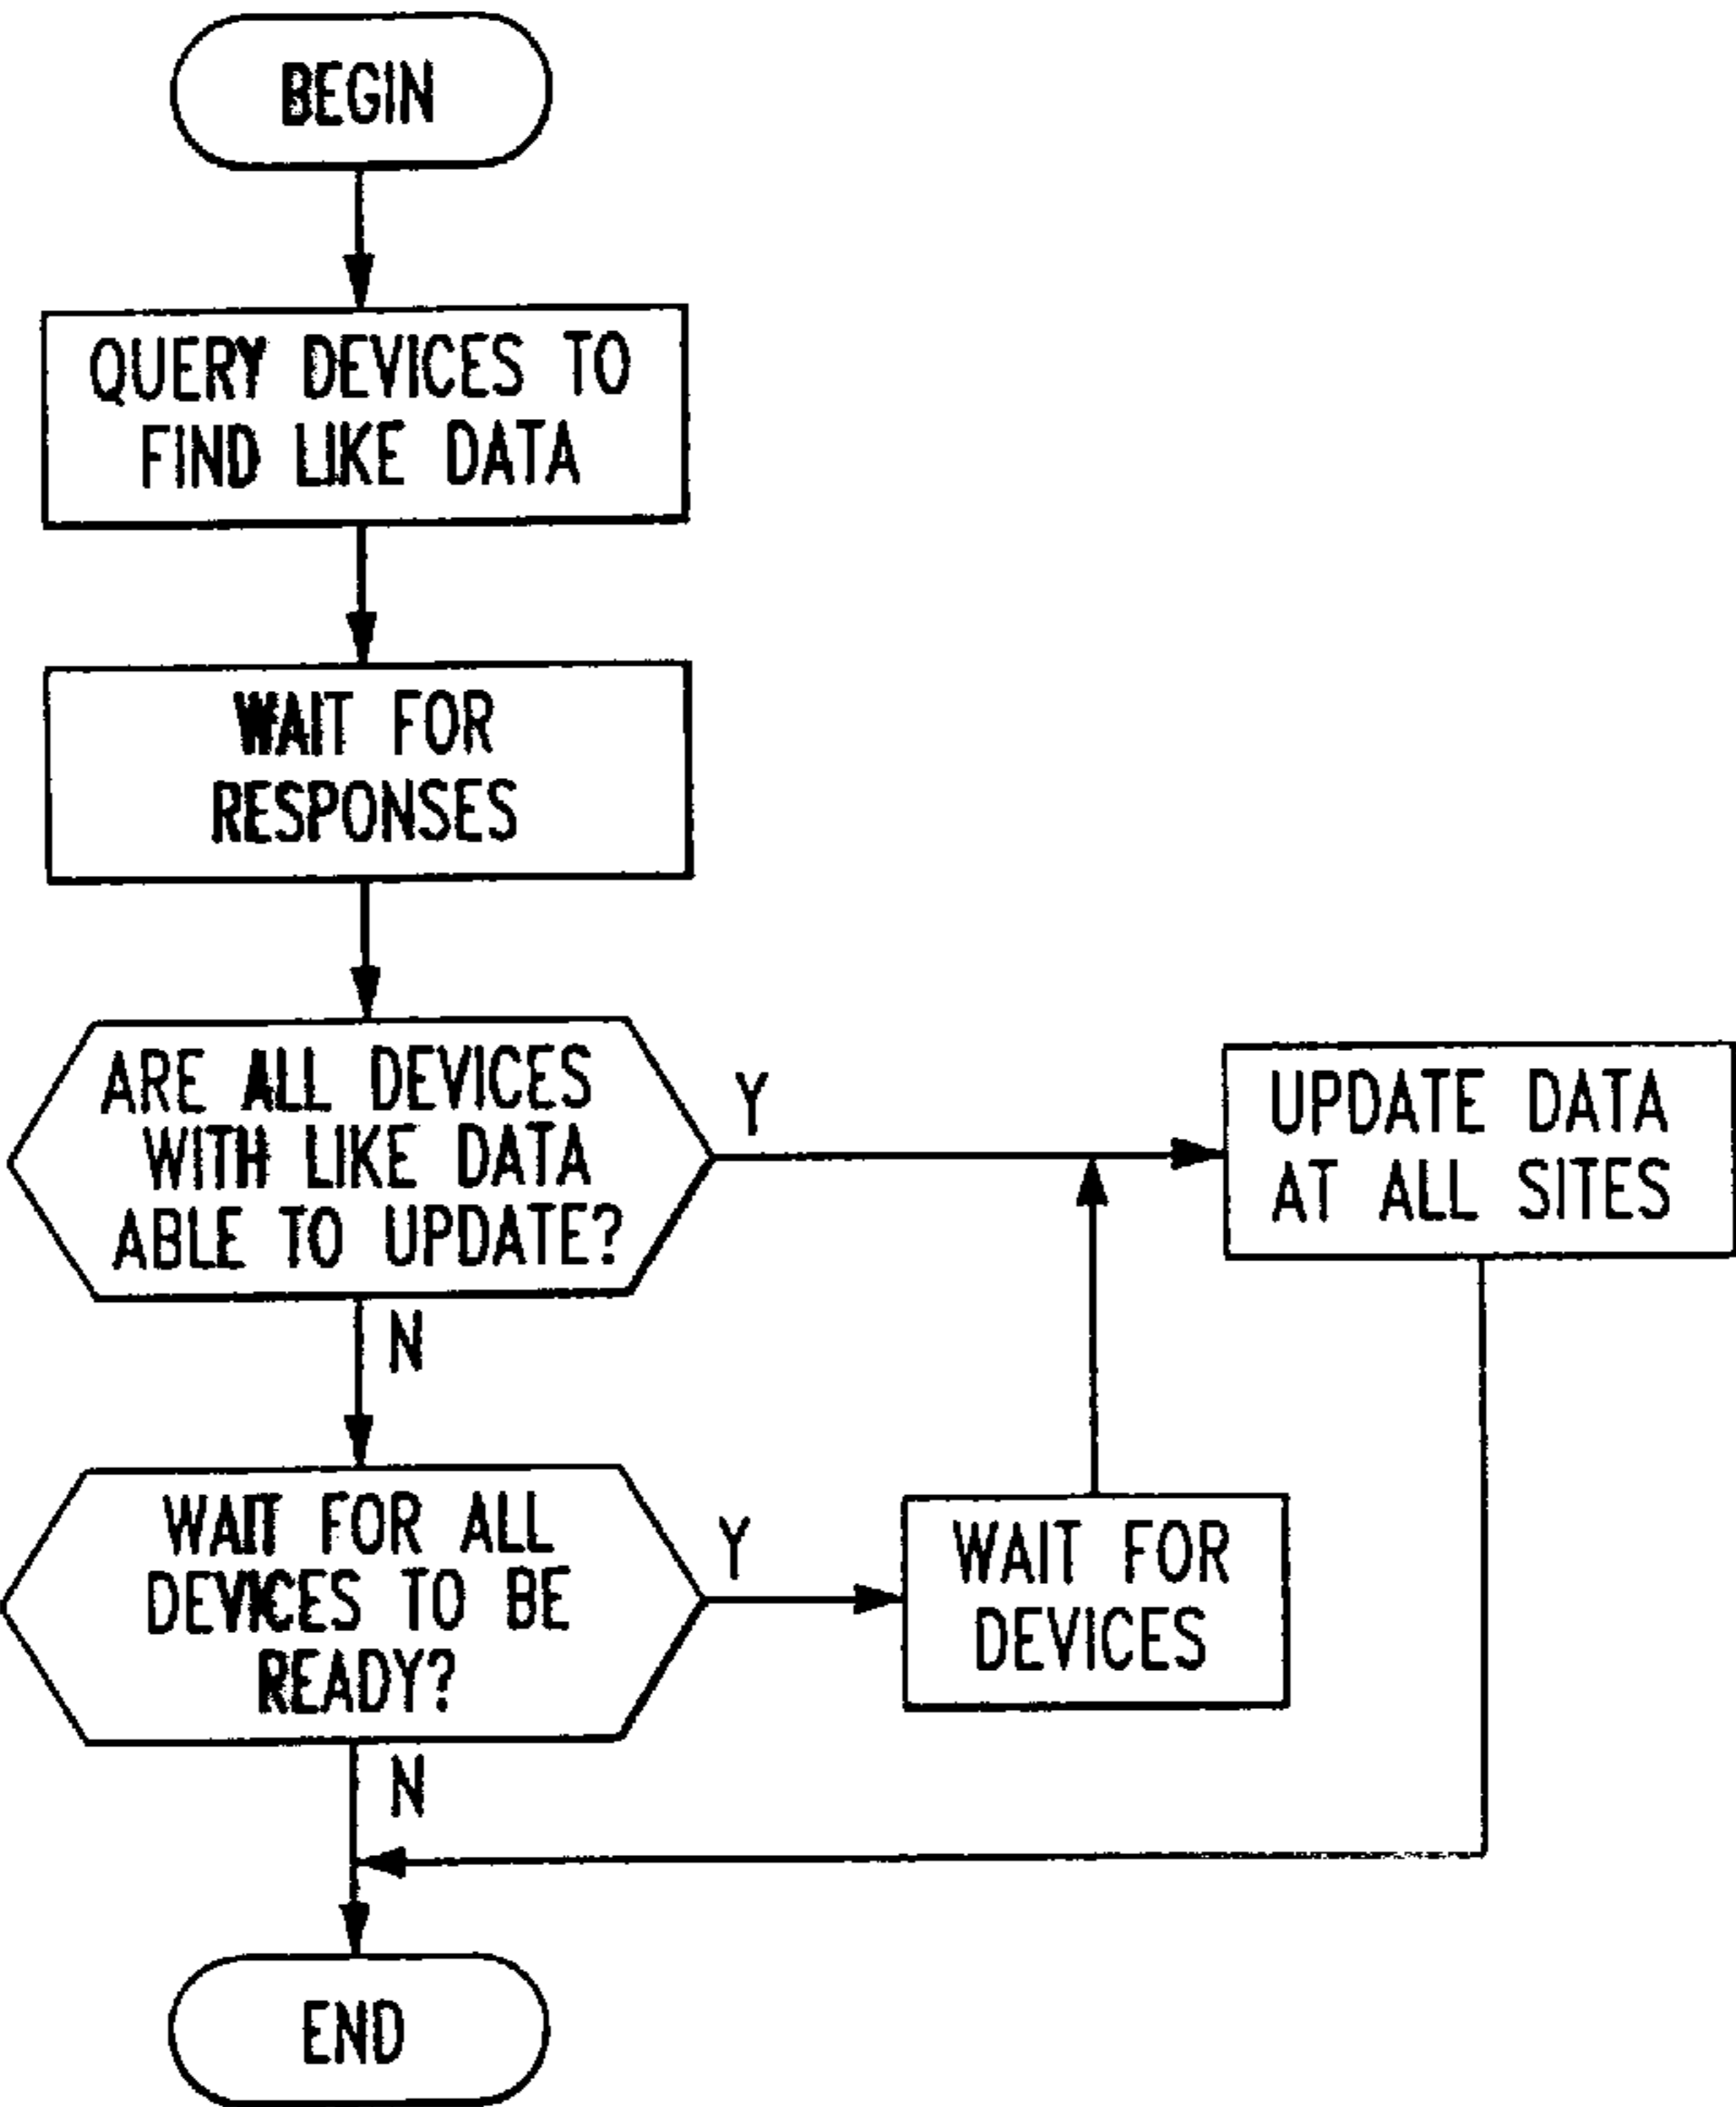 BEGIN
QUERY DEVICES TO
FIND LIKE DATA
WAIT FOR
RESPONSES
ARE ALL DEVICES
WITH LIKE DATA
ABLE TO UPDATE?
Y
UPDATE DATA
AT ALL SITES
N
WAIT FOR ALL
DEVICES TO BE
READY?
Y
WAIT FOR
DEVICES
N
END